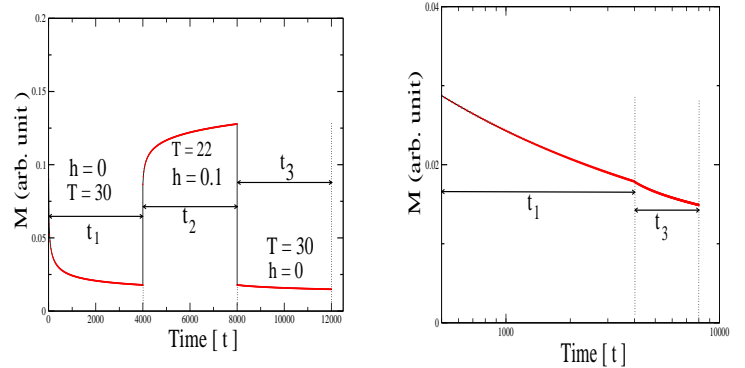 0.2
0.15
0.1
0.05
0
M (arb. unit)
h = 0
T = 30
t1
T = 22
h = 0.1
t2
t3
T = 30
h = 0
0 2000 4000 6000 8000 10000 12000
Time [ t ]
0.04
0.02
0
M (arb. unit)
t1
t3
1000 10000
Time [ t ]